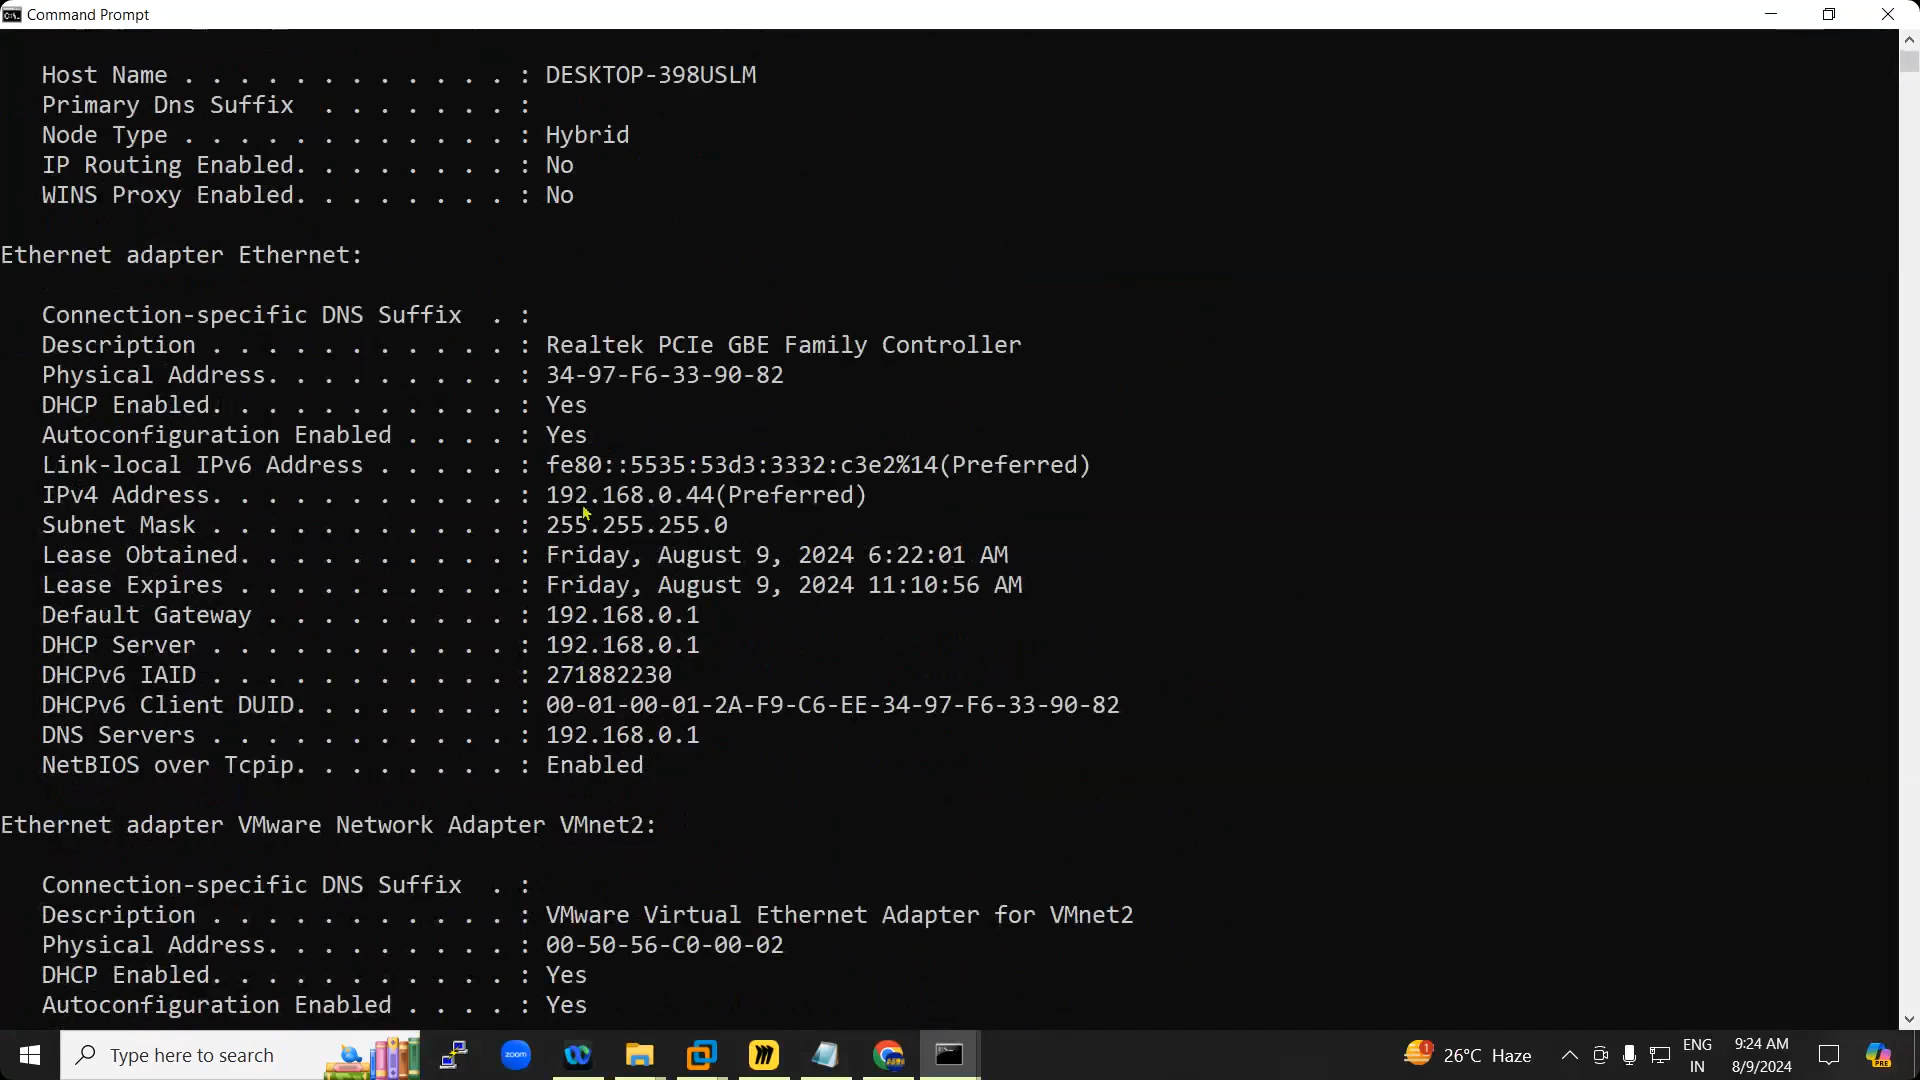 Command Prompt
Host Name . . . . . . . . . . . . : DESKTOP-398USLM
Primary Dns Suffix  . . . . . . . :
Node Type . . . . . . . . . . . . : Hybrid
IP Routing Enabled. . . . . . . . : No
WINS Proxy Enabled. . . . . . . . : No
Ethernet adapter Ethernet:
Connection-specific DNS Suffix  . :
Description . . . . . . . . . . . : Realtek PCIe GBE Family Controller
Physical Address. . . . . . . . . : 34-97-F6-33-90-82
DHCP Enabled. . . . . . . . . . . : Yes
Autoconfiguration Enabled . . . . : Yes
Link-local IPv6 Address . . . . . : fe80::5535:53d3:3332:c3e2%14(Preferred)
IPv4 Address. . . . . . . . . . . : 192.168.0.44(Preferred)
Subnet Mask . . . . . . . . . . . : 255.255.255.0
Lease Obtained. . . . . . . . . . : Friday, August 9, 2024 6:22:01 AM
Lease Expires . . . . . . . . . . : Friday, August 9, 2024 11:10:56 AM
Default Gateway . . . . . . . . . : 192.168.0.1
DHCP Server . . . . . . . . . . . : 192.168.0.1
DHCPv6 IAID . . . . . . . . . . . : 271882230
DHCPv6 Client DUID. . . . . . . . : 00-01-00-01-2A-F9-C6-EE-34-97-F6-33-90-82
DNS Servers . . . . . . . . . . . : 192.168.0.1
NetBIOS over Tcpip. . . . . . . . : Enabled
Ethernet adapter VMware Network Adapter VMnet2:
Connection-specific DNS Suffix  . :
Description . . . . . . . . . . . : VMware Virtual Ethernet Adapter for VMnet2
Physical Address. . . . . . . . . : 00-50-56-C0-00-02
DHCP Enabled. . . . . . . . . . . : Yes
Autoconfiguration Enabled . . . . : Yes
Type here to search
zoom
1
26°C Haze
ENG
IN
9:24 AM
8/9/2024
PRE